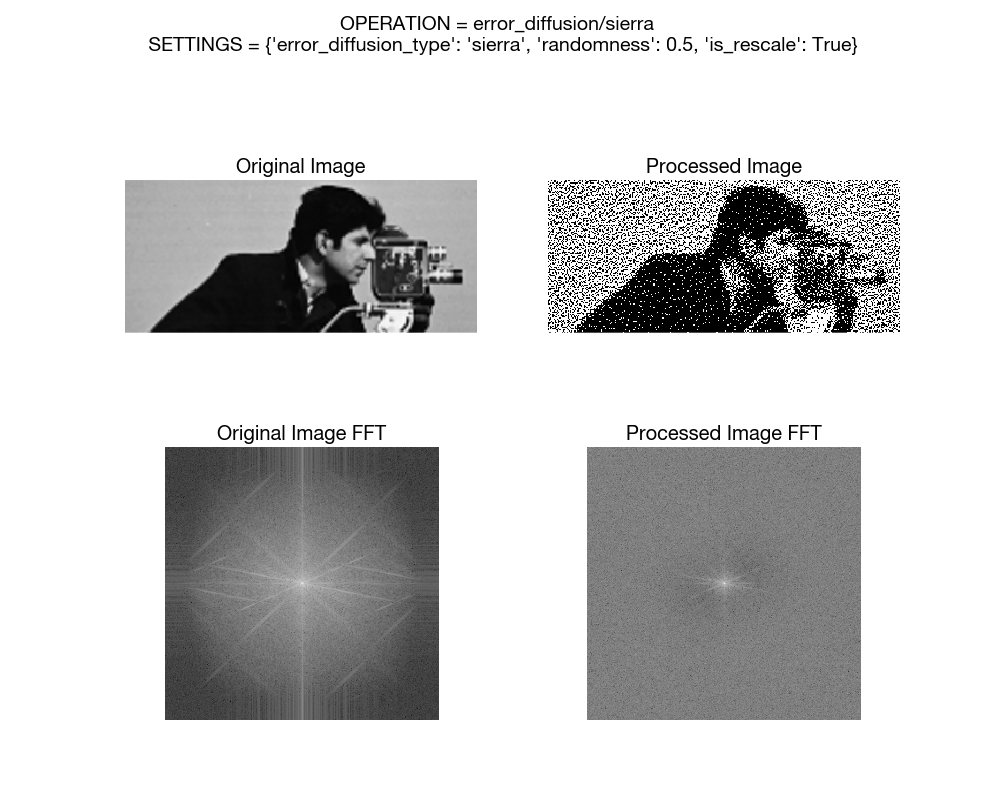 OPERATION = error_diffusion/sierra
SETTINGS = {'error_diffusion_type': 'sierra', 'randomness': 0.5, 'is_rescale': True}
Original Image
Processed Image
Original Image FFT
Processed Image FFT